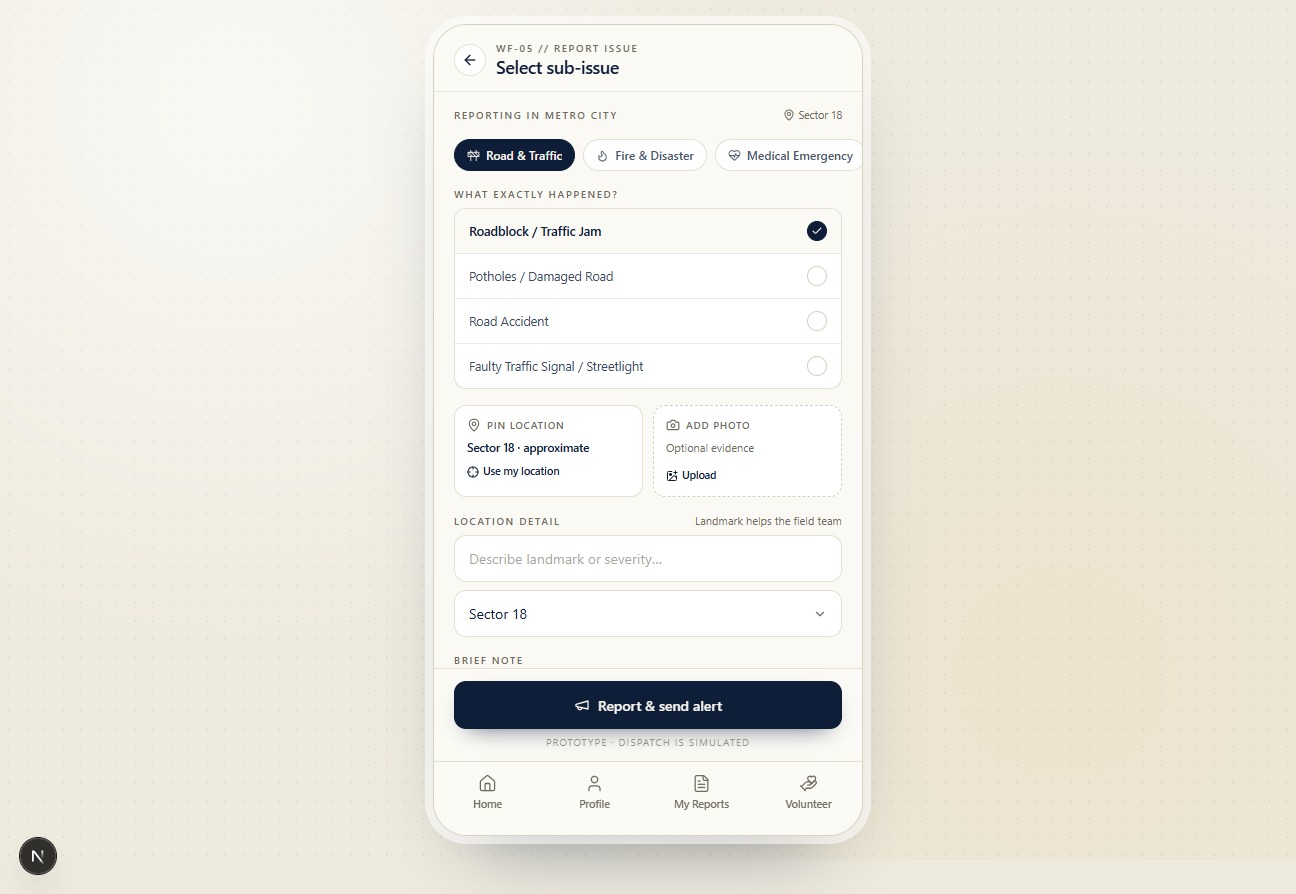 WF-05 // REPORT ISSUE
Select sub-issue
REPORTING IN METRO CITY
Sector 18
Road & Traffic
Fire & Disaster
Medical Emergency
WHAT EXACTLY HAPPENED?
Roadblock / Traffic Jam
Potholes / Damaged Road
Road Accident
Faulty Traffic Signal / Streetlight
PIN LOCATION
Sector 18 · approximate
Use my location
ADD PHOTO
Optional evidence
Upload
LOCATION DETAIL
Landmark helps the field team
Describe landmark or severity...
Sector 18
BRIEF NOTE
Report & send alert
PROTOTYPE · DISPATCH IS SIMULATED
Home
Profile
My Reports
Volunteer
N